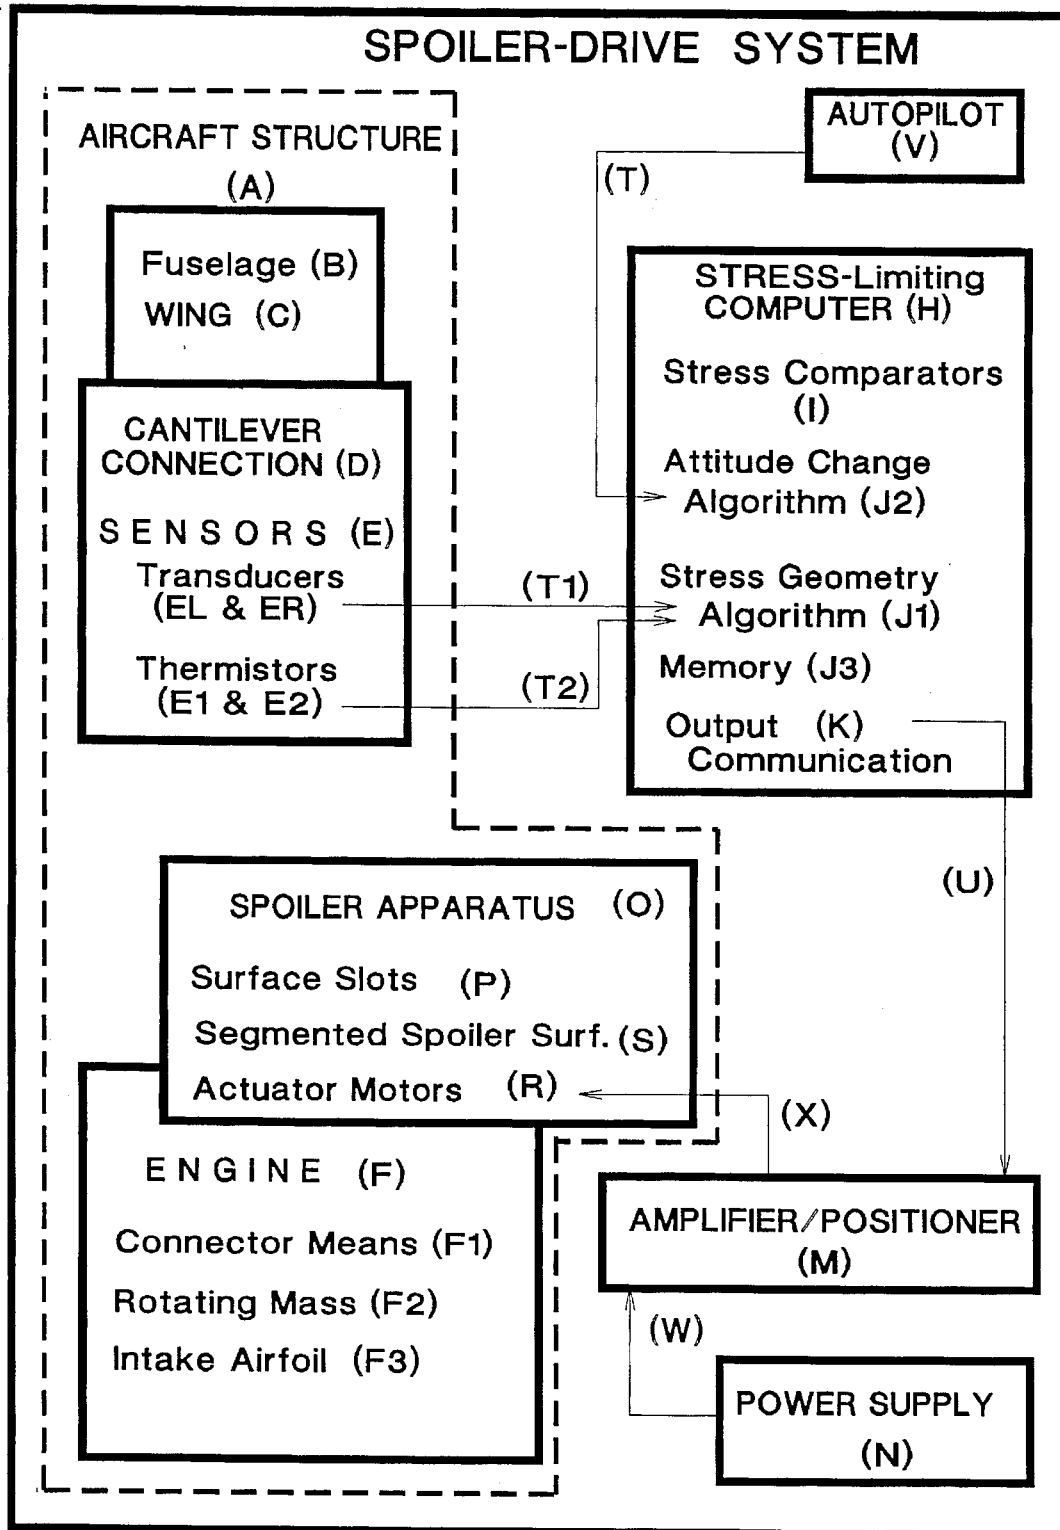 SPOILER-DRIVE SYSTEM
AIRCRAFT STRUCTURE
(A)
Fuselage (B)
WING (C)
CANTILEVER
CONNECTION (D)
SENSORS (E)
Transducers
(EL & ER)
Thermistors
(E1 & E2)
(T1)
(T2)
AUTOPILOT
(V)
(T)
STRESS-Limiting
COMPUTER (H)
Stress Comparators
(I)
Attitude Change
Algorithm (J2)
Stress Geometry
Algorithm (J1)
Memory (J3)
Output (K)
Communication
(U)
SPOILER APPARATUS (O)
Surface Slots (P)
Segmented Spoiler Surf. (S)
Actuator Motors (R)
(X)
ENGINE (F)
Connector Means (F1)
Rotating Mass (F2)
Intake Airfoil (F3)
AMPLIFIER/POSITIONER
(M)
(W)
POWER SUPPLY
(N)